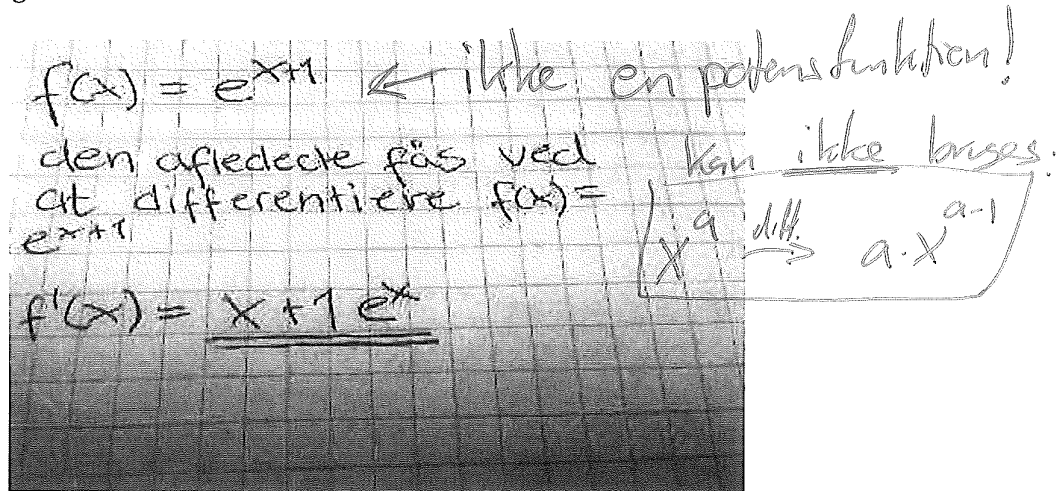 f(x) = e^x+1 ← ikke en potensfunktion!
den afledede fås ved
at differentiere f(x) =
e^x+1
f'(x) = x + 1 e^x
kan ikke bruges.
x^a diff. → a·x^a-1